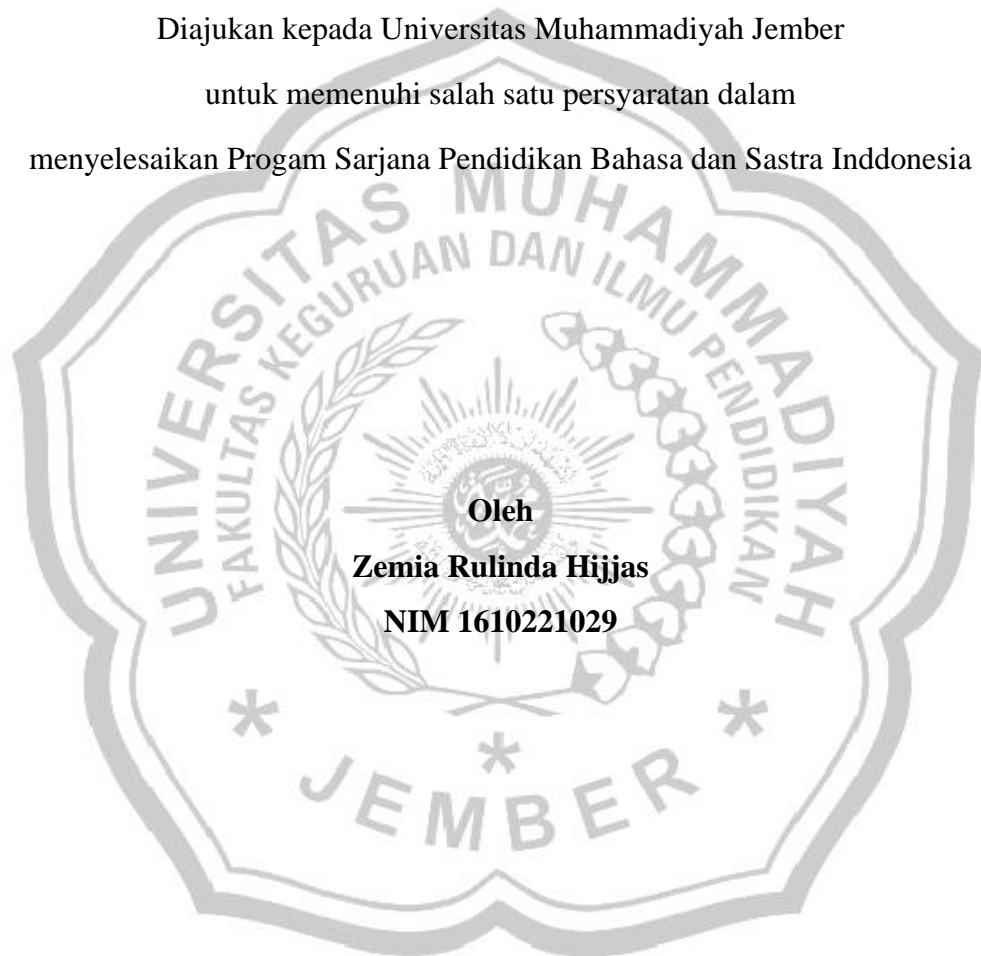 Diajukan kepada Universitas Muhammadiyah Jember
untuk memenuhi salah satu persyaratan dalam
menyelesaikan Progam Sarjana Pendidikan Bahasa dan Sastra Inddonesia
UNIVERSITAS MUHAMMADIYAH
FAKULTAS KEGURUAN DAN ILMU PENDIDIKAN
Oleh
Zemia Rulinda Hijjas
NIM 1610221029
* * *
JEMBER